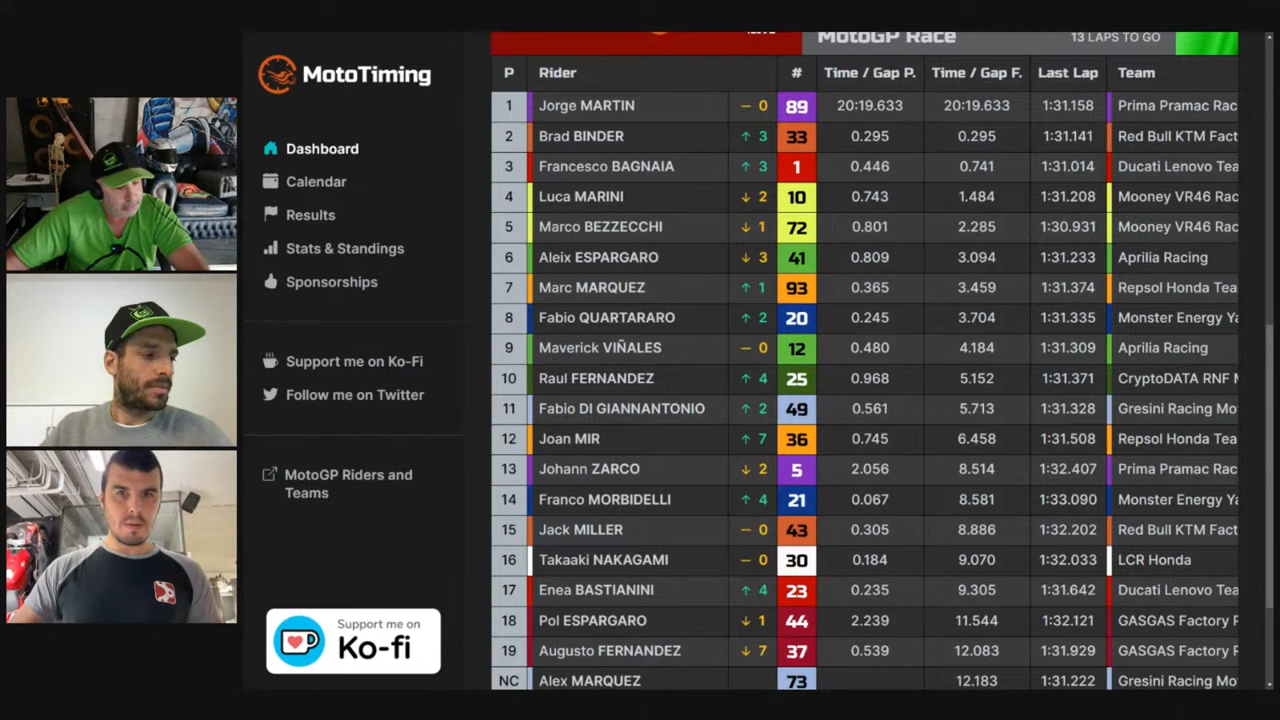 MotoGP Race 13 LAPS TO GO
MotoTiming
P Rider # Time / Gap P. Time / Gap F. Last Lap Team
1 Jorge MARTIN – 0 89 20:19.633 20:19.633 1:31.158 Prima Pramac Rac
2 Brad BINDER ↑ 3 33 0.295 0.295 1:31.141 Red Bull KTM Fact
3 Francesco BAGNAIA ↑ 3 1 0.446 0.741 1:31.014 Ducati Lenovo Tea
4 Luca MARINI ↓ 2 10 0.743 1.484 1:31.208 Mooney VR46 Rac
5 Marco BEZZECCHI ↓ 1 72 0.801 2.285 1:30.931 Mooney VR46 Rac
6 Aleix ESPARGARO ↓ 3 41 0.809 3.094 1:31.233 Aprilia Racing
7 Marc MARQUEZ ↑ 1 93 0.365 3.459 1:31.374 Repsol Honda Tea
8 Fabio QUARTARARO ↑ 2 20 0.245 3.704 1:31.335 Monster Energy Ya
9 Maverick VIÑALES – 0 12 0.480 4.184 1:31.309 Aprilia Racing
10 Raul FERNANDEZ ↑ 4 25 0.968 5.152 1:31.371 CryptoDATA RNF M
11 Fabio DI GIANNANTONIO ↑ 2 49 0.561 5.713 1:31.328 Gresini Racing Mo
12 Joan MIR ↑ 7 36 0.745 6.458 1:31.508 Repsol Honda Tea
13 Johann ZARCO ↓ 2 5 2.056 8.514 1:32.407 Prima Pramac Rac
14 Franco MORBIDELLI ↑ 4 21 0.067 8.581 1:33.090 Monster Energy Ya
15 Jack MILLER – 0 43 0.305 8.886 1:32.202 Red Bull KTM Fact
16 Takaaki NAKAGAMI – 0 30 0.184 9.070 1:32.033 LCR Honda
17 Enea BASTIANINI ↑ 4 23 0.235 9.305 1:31.642 Ducati Lenovo Tea
18 Pol ESPARGARO ↓ 1 44 2.239 11.544 1:32.121 GASGAS Factory R
19 Augusto FERNANDEZ ↓ 7 37 0.539 12.083 1:31.929 GASGAS Factory R
NC Alex MARQUEZ 73 12.183 1:31.222 Gresini Racing Mo
Dashboard
Calendar
Results
Stats & Standings
Sponsorships
Support me on Ko-Fi
Follow me on Twitter
MotoGP Riders and
Teams
Support me on
Ko-fi